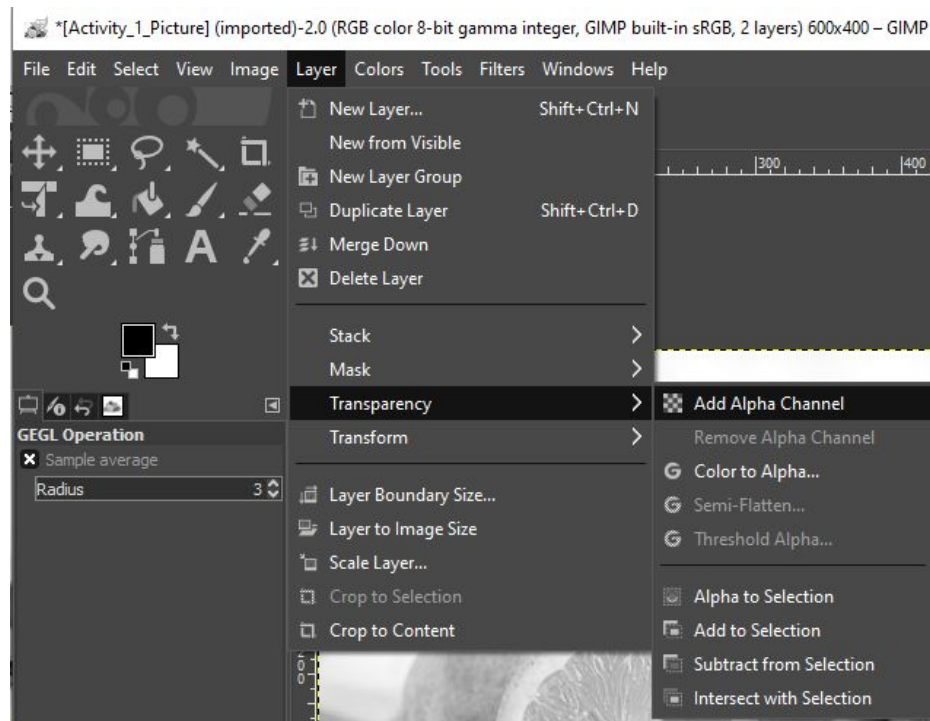 *[Activity_1_Picture] (imported)-2.0 (RGB color 8-bit gamma integer, GIMP built-in sRGB, 2 layers) 600x400 – GIMP
File Edit Select View Image Layer Colors Tools Filters Windows Help
New Layer... Shift+Ctrl+N
New from Visible
New Layer Group
Duplicate Layer Shift+Ctrl+D
Merge Down
Delete Layer
Stack
Mask
Transparency
Transform
Layer Boundary Size...
Layer to Image Size
Scale Layer...
Crop to Selection
Crop to Content
300 400
Add Alpha Channel
Remove Alpha Channel
Color to Alpha...
Semi-Flatten...
Threshold Alpha...
Alpha to Selection
Add to Selection
Subtract from Selection
Intersect with Selection
GEGL Operation
Sample average
Radius 3
200